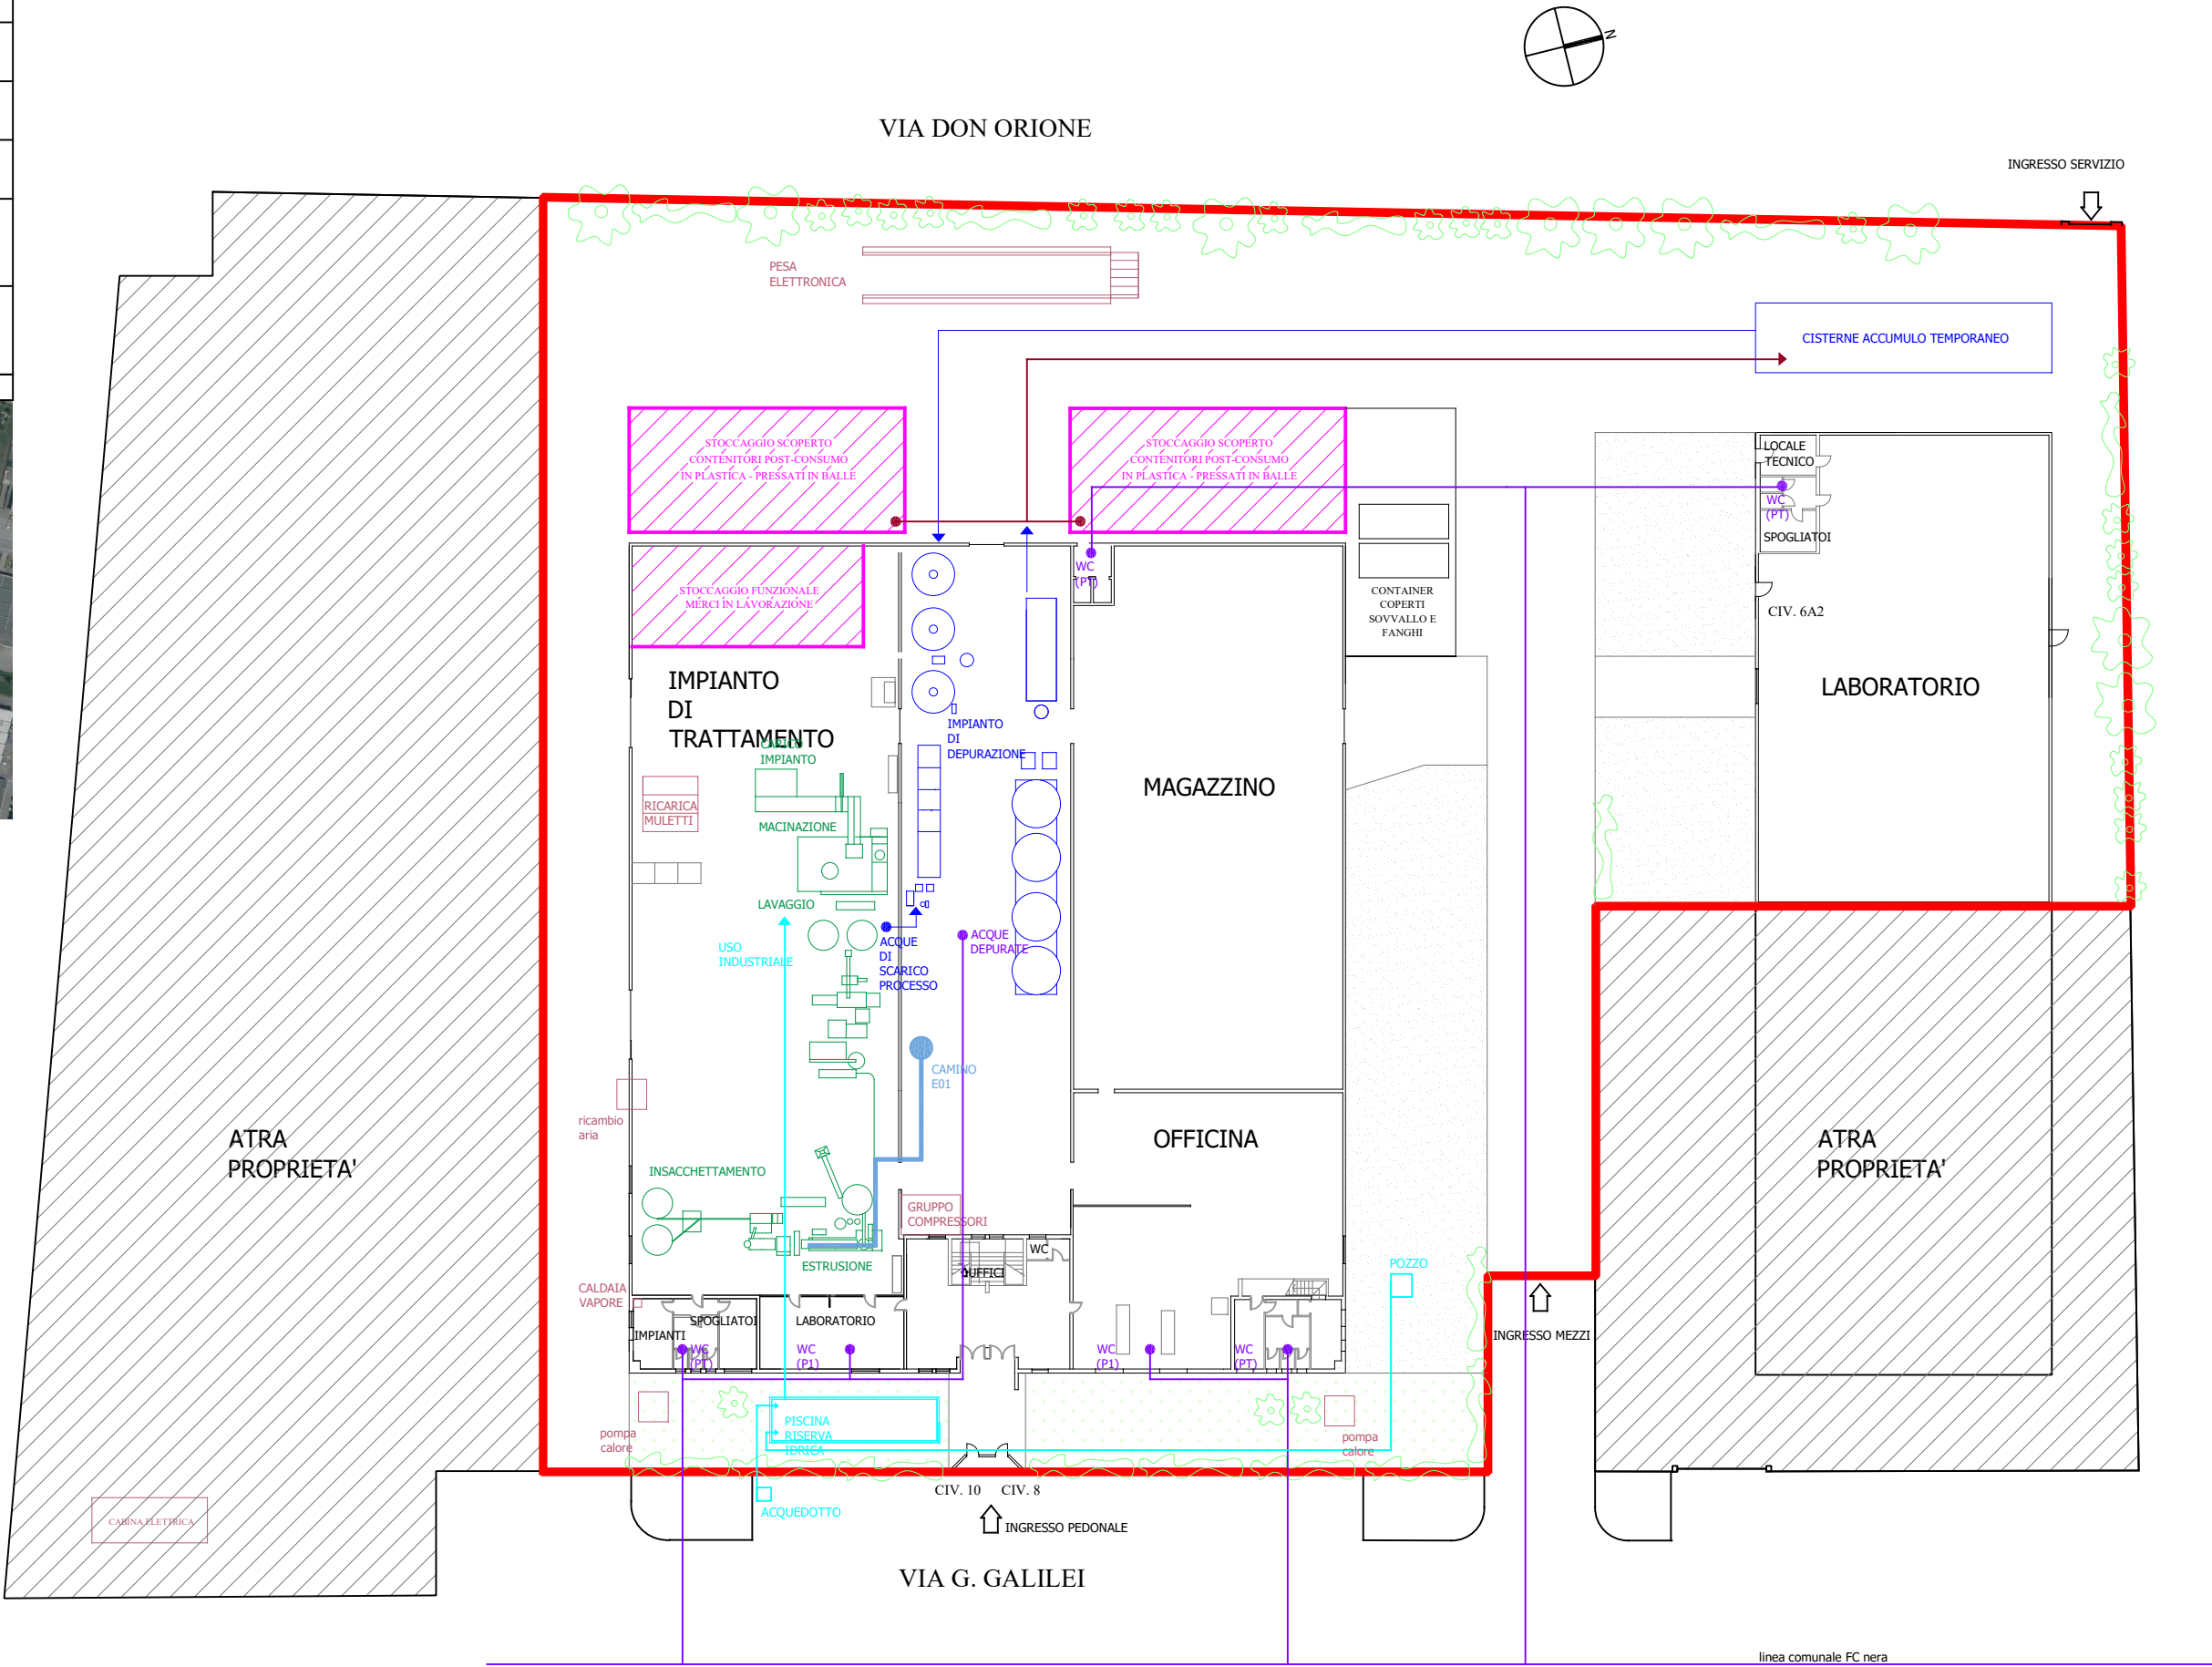 N
VIA DON ORIONE
INGRESSO SERVIZIO
PESA
ELETTRONICA
CISTERNE ACCUMULO TEMPORANEO
STOCCAGGIO SCOPERTO
CONTENITORI POST-CONSUMO
IN PLASTICA - PRESSATI IN BALLE
STOCCAGGIO SCOPERTO
CONTENITORI POST-CONSUMO
IN PLASTICA - PRESSATI IN BALLE
LOCALE
TECNICO
WC
(PT)
SPOGLIATOI
STOCCAGGIO FUNZIONALE
MERCI IN LAVORAZIONE
WC
(PT)
CONTAINER
COPERTI
SOVVALLO E
FANGHI
CIV. 6A2
IMPIANTO
DI
TRATTAMENTO
LABORATORIO
IMPIANTO
DI
DEPURAZIONE
CARICO
IMPIANTO
MAGAZZINO
RICARICA
MULETTI
MACINAZIONE
LAVAGGIO
USO
INDUSTRIALE
ACQUE
DI
SCARICO
PROCESSO
ACQUE
DEPURATE
CAMINO
E01
ricambio
aria
ATRA
PROPRIETA'
OFFICINA
ATRA
PROPRIETA'
INSACCHETTAMENTO
GRUPPO
COMPRESSORI
WC
UFFICI
ESTRUSIONE
POZZO
CALDAIA
VAPORE
SPOGLIATOI
LABORATORIO
IMPIANTI
INGRESSO MEZZI
WC
(PT)
WC
(P1)
WC
(P1)
WC
(PT)
PISCINA
RISERVA
IDRICA
pompa
calore
pompa
calore
CIV. 10
CIV. 8
ACQUEDOTTO
CABINA ELETTRICA
INGRESSO PEDONALE
VIA G. GALILEI
linea comunale FC nera